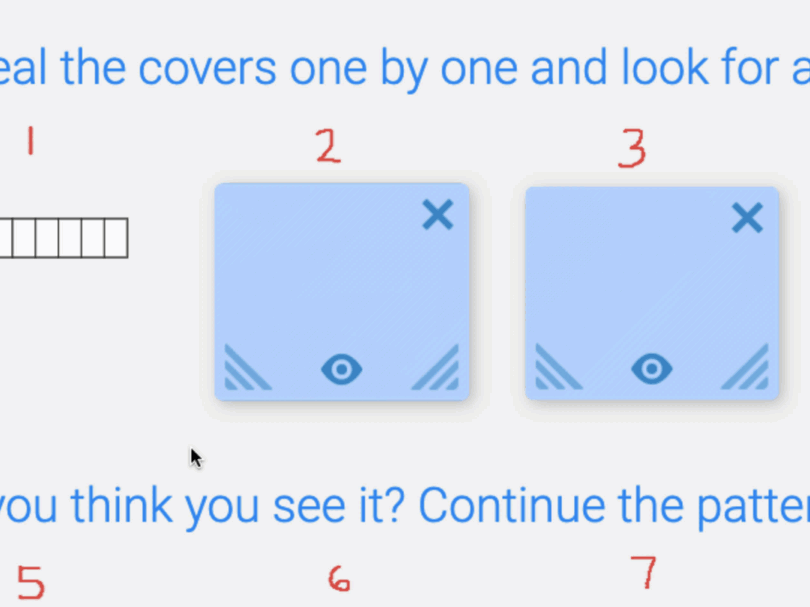 eal the covers one by one and look for a
1 2 3
you think you see it? Continue the patter
5 6 7